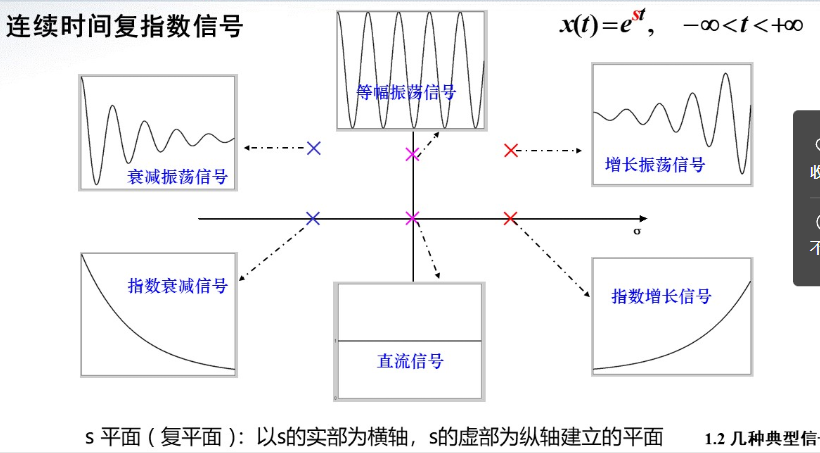 连续时间复指数信号
x(t)=e^{st},   −∞<t<+∞
等幅振荡信号
衰减振荡信号
增长振荡信号
σ
指数衰减信号
直流信号
指数增长信号
s 平面（复平面）：以s的实部为横轴，s的虚部为纵轴建立的平面
1.2 几种典型信